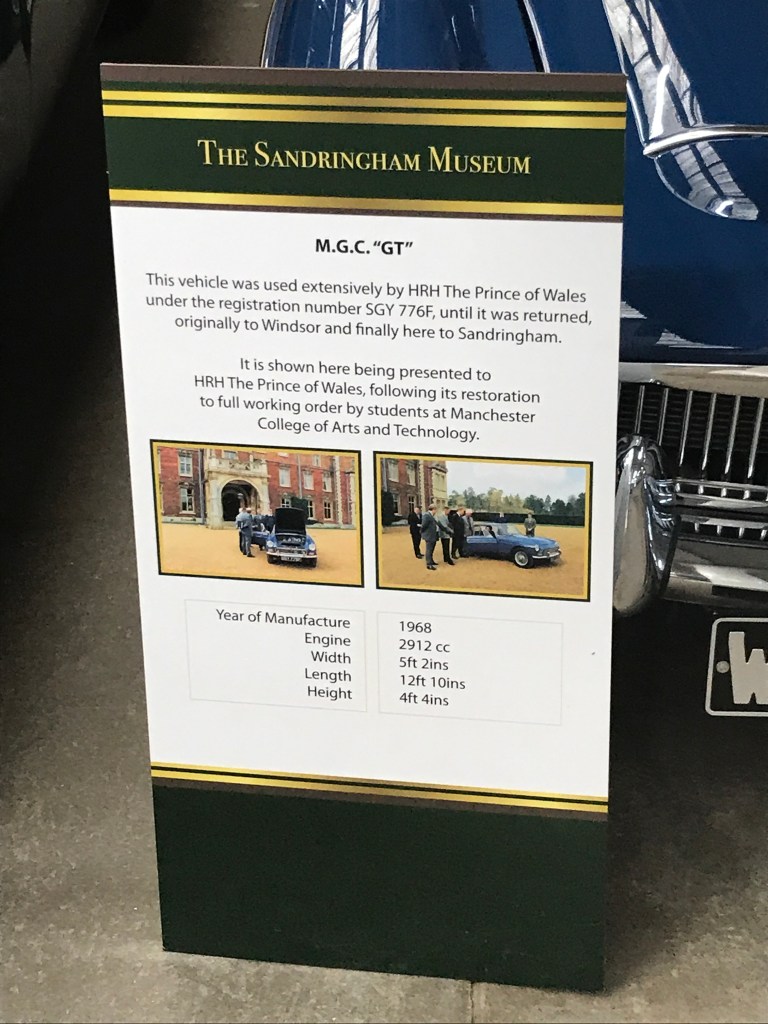 THE SANDRINGHAM MUSEUM
M.G.C. “GT”
This vehicle was used extensively by HRH The Prince of Wales
under the registration number SGY 776F, until it was returned,
originally to Windsor and finally here to Sandringham.
It is shown here being presented to
HRH The Prince of Wales, following its restoration
to full working order by students at Manchester
College of Arts and Technology.
Year of Manufacture 1968
Engine 2912 cc
Width 5ft 2ins
Length 12ft 10ins
Height 4ft 4ins
W